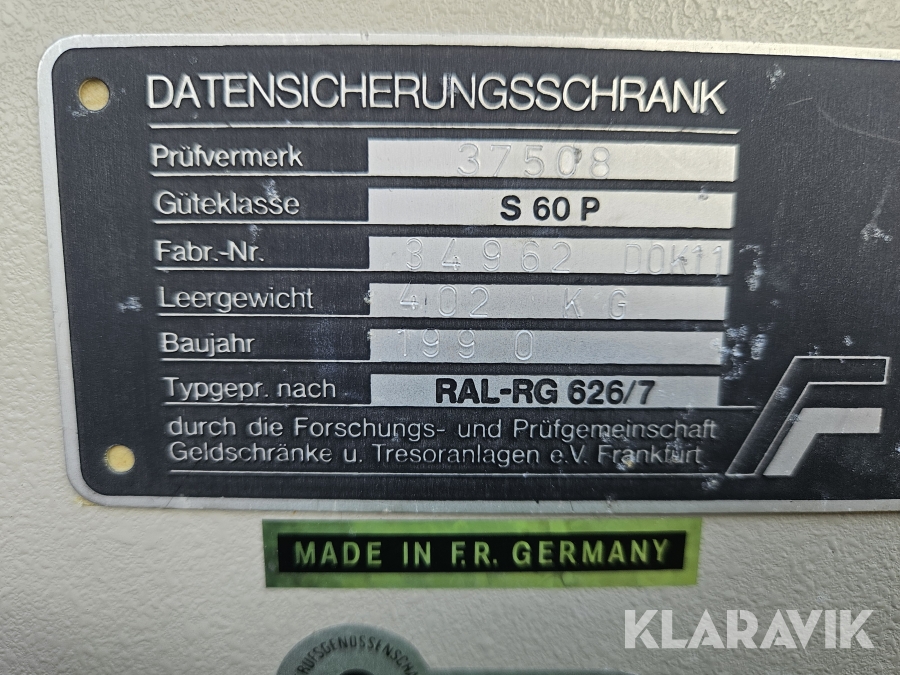 DATENSICHERUNGSSCHRANK
Prüfvermerk 37508
Güteklasse S 60 P
Fabr.-Nr. 34962 DOK11
Leergewicht 402 KG
Baujahr 1990
Typgepr. nach RAL-RG 626/7
durch die Forschungs- und Prüfgemeinschaft
Geldschränke u. Tresoranlagen e.V. Frankfurt
MADE IN F.R. GERMANY
KLARAVIK